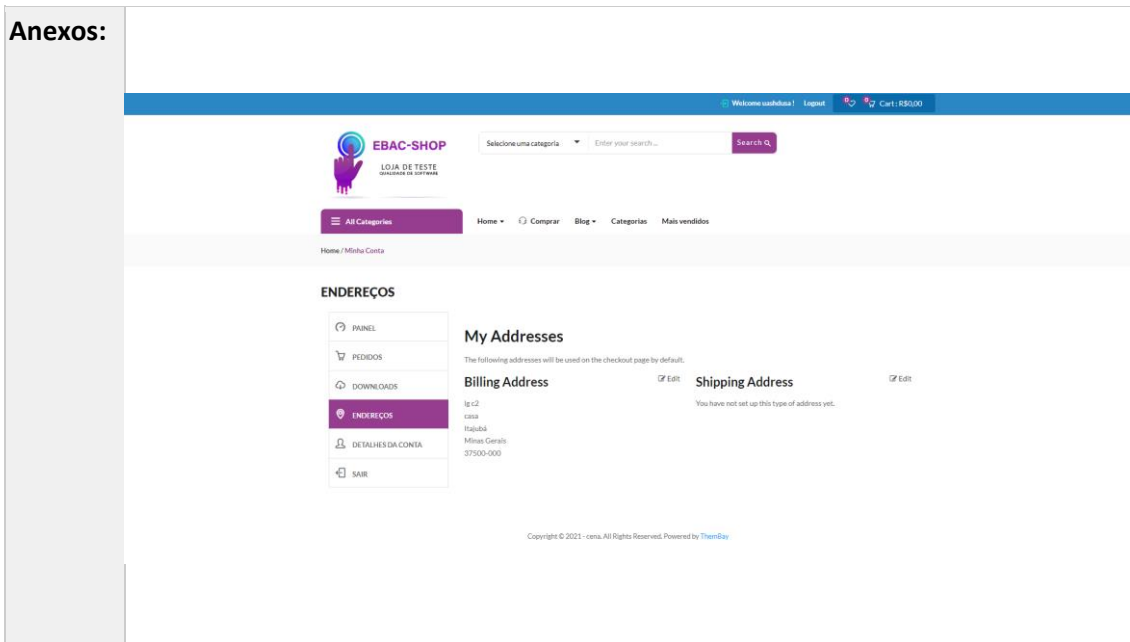 Anexos:
Welcome uashdusa ! Logout 0 0 Cart : R$0,00
EBAC-SHOP
LOJA DE TESTE
QUALIDADE DE SOFTWARE
Selecione uma categoria Enter your search ... Search
All Categories Home Comprar Blog Categorias Mais vendidos
Home / Minha Conta
ENDEREÇOS
PAINEL
PEDIDOS
DOWNLOADS
ENDEREÇOS
DETALHES DA CONTA
SAIR
My Addresses
The following addresses will be used on the checkout page by default.
Billing Address Edit
lg c2
casa
Itajubá
Minas Gerais
37500-000
Shipping Address Edit
You have not set up this type of address yet.
Copyright © 2021 - cena. All Rights Reserved. Powered by ThemBay